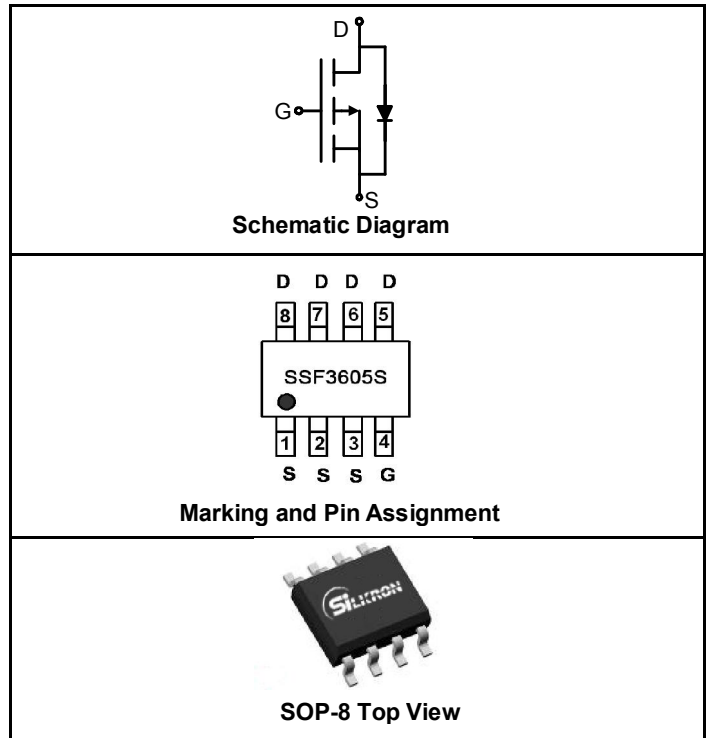 D
G
S
Schematic Diagram
D D D D
8 7 6 5
SSF3605S
1 2 3 4
S S S G
Marking and Pin Assignment
SILIKRON
SOP-8 Top View